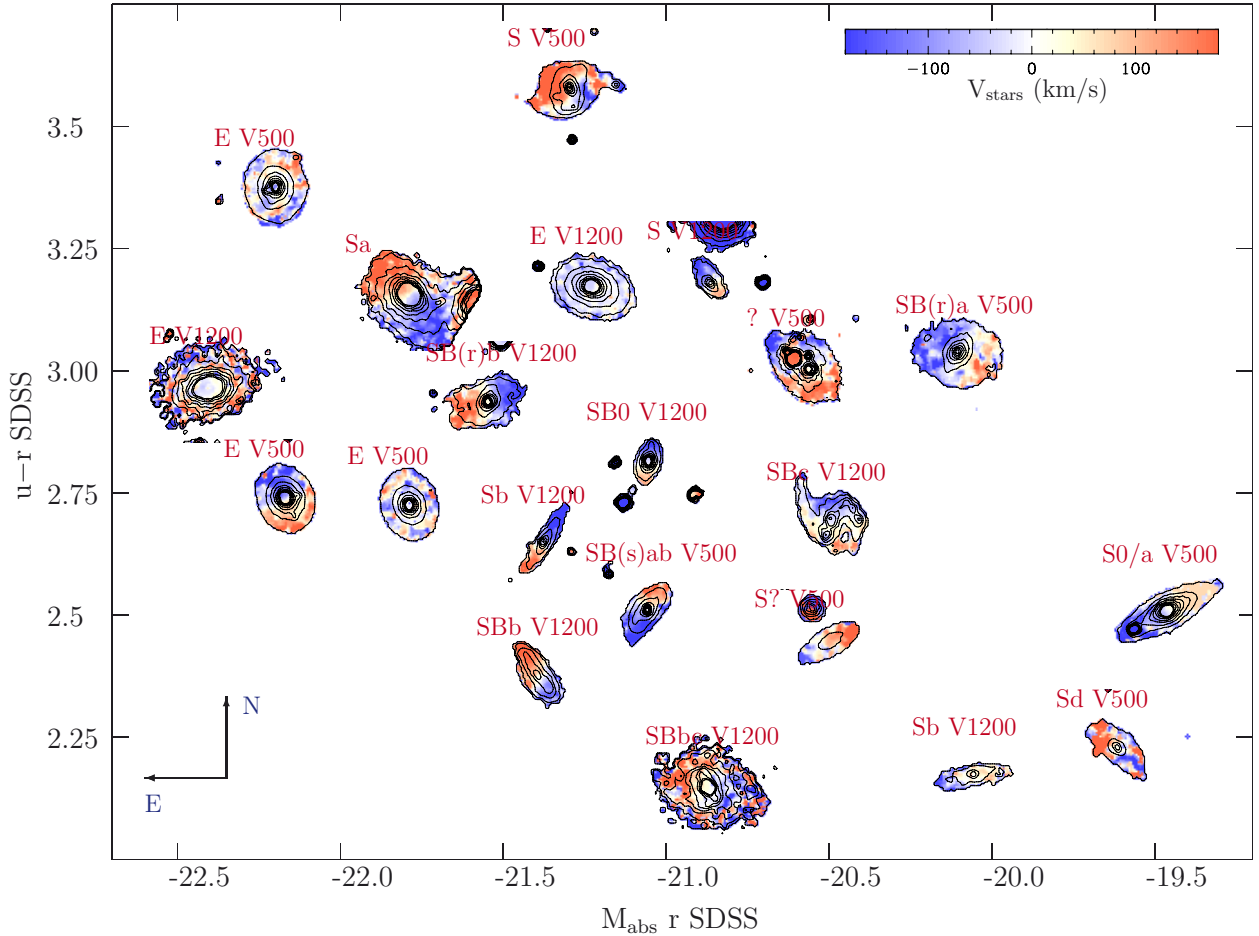 S V500
-100 0 100
V_stars (km/s)
3.5
E V500
3.25
Sa
E V1200
S V1200
SB(r)a V500
? V500
E V1200
SB(r)b V1200
3.00
SB0 V1200
E V500
E V500
SBc V1200
2.75
Sb V1200
SB(s)ab V500
S0/a V500
2.5
S? V500
SBb V1200
N
Sd V500
2.25
SBbc V1200
Sb V1200
E
-22.5 -22.0 -21.5 -21.0 -20.5 -20.0 -19.5
M_abs r SDSS
u−r SDSS